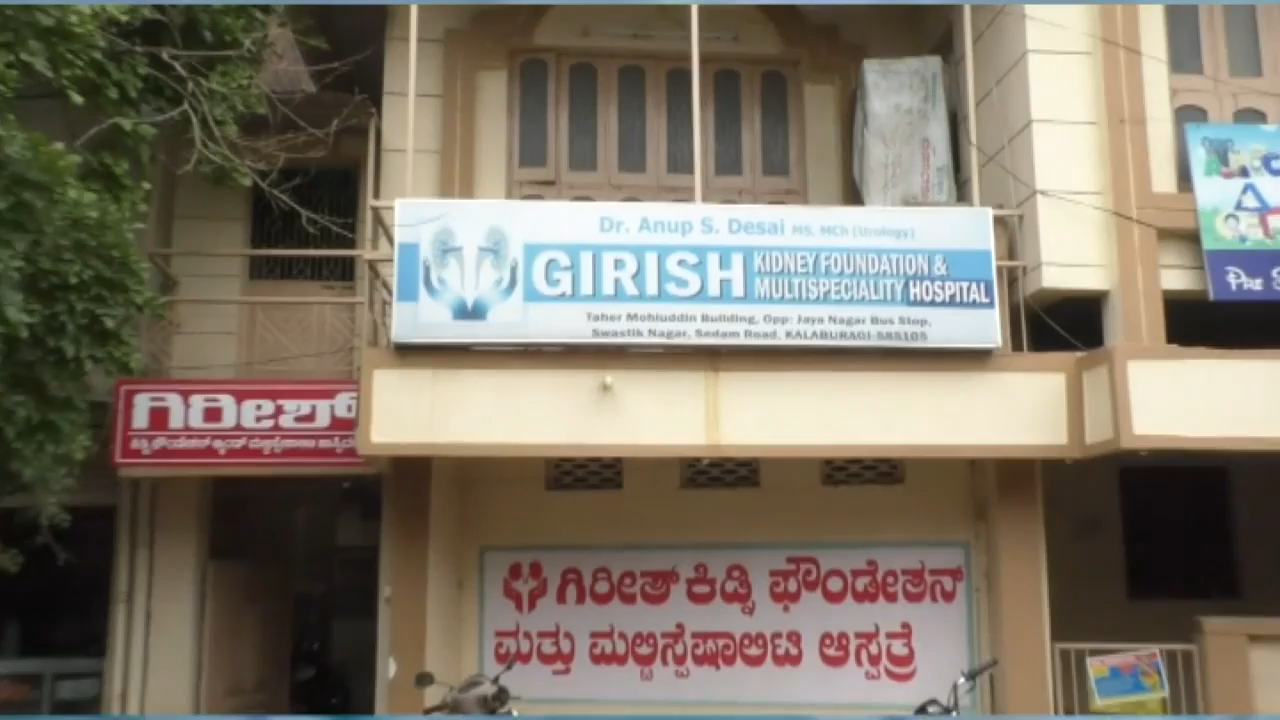 Dr. Anup S. Desai MS, MCh (Urology)
GIRISH KIDNEY FOUNDATION &
MULTISPECIALITY HOSPITAL
Taher Mohiuddin Building, Opp: Jaya Nagar Bus Stop,
Swastik Nagar, Sedam Road, KALABURAGI-585105
ಗಿರೀಶ್
ಗಿರೀಶ್ ಕಿಡ್ನಿ ಫೌಂಡೇಶನ್
ಮತ್ತು ಮಲ್ಟಿಸ್ಪೆಷಾಲಿಟಿ ಆಸ್ಪತ್ರೆ
PRE